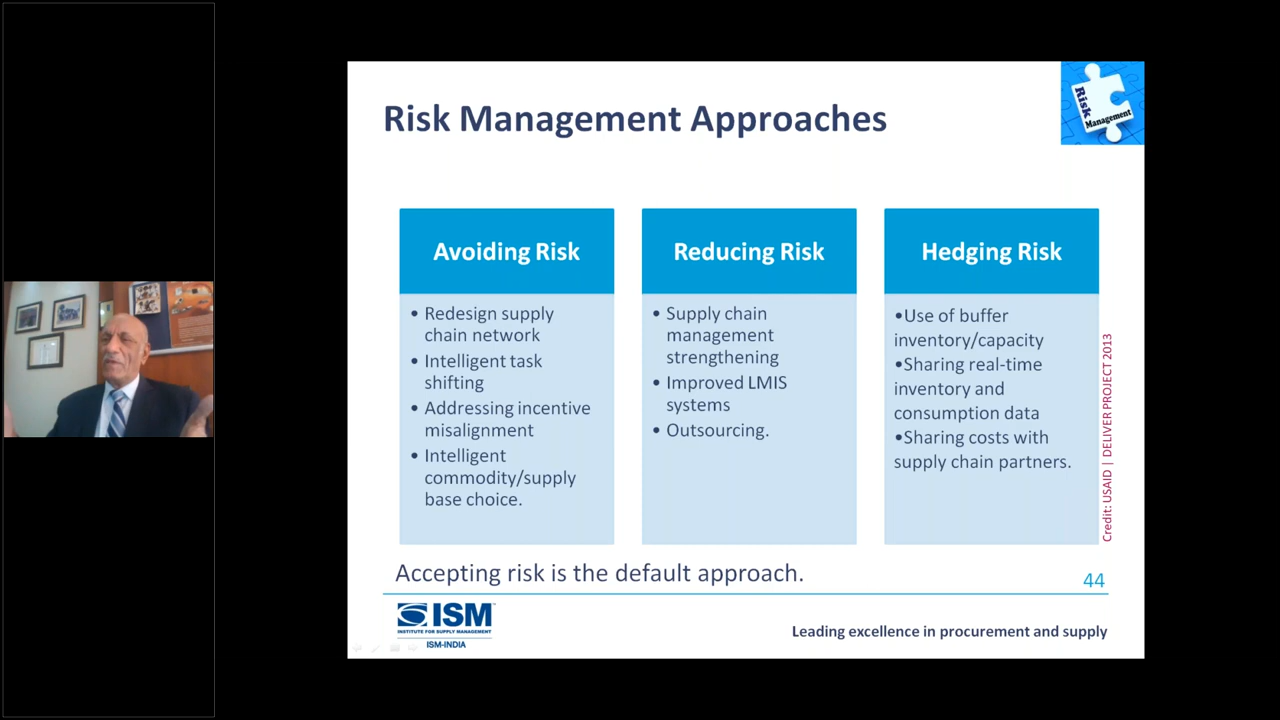 Risk Management Approaches
Risk
Management
Avoiding Risk
• Redesign supply
chain network
• Intelligent task
shifting
• Addressing incentive
misalignment
• Intelligent
commodity/supply
base choice.
Reducing Risk
• Supply chain
management
strengthening
• Improved LMIS
systems
• Outsourcing.
Hedging Risk
•Use of buffer
inventory/capacity
•Sharing real-time
inventory and
consumption data
•Sharing costs with
supply chain partners.
Credit: USAID | DELIVER PROJECT 2013
Accepting risk is the default approach.
44
ISM
INSTITUTE FOR SUPPLY MANAGEMENT
ISM-INDIA
Leading excellence in procurement and supply